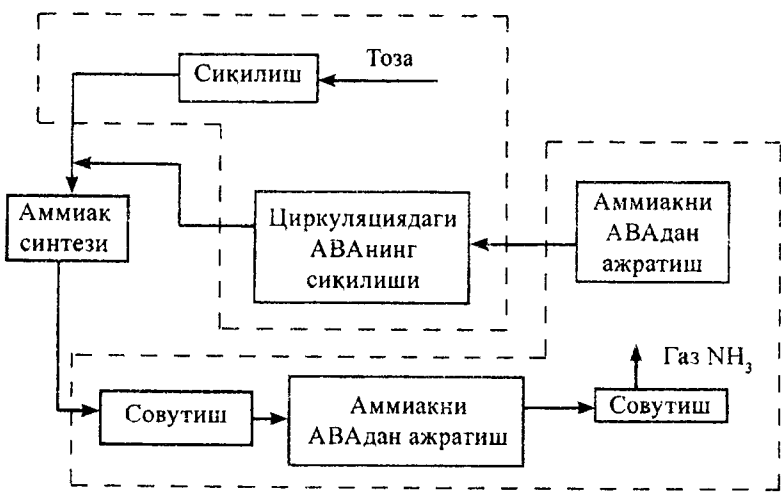 Сиқилиш
Тоза
Аммиак
синтези
Циркуляциядаги
АВАнинг
сиқилиши
Аммиакни
АВАдан
ажратиш
Газ NH₃
Совутиш
Аммиакни
АВАдан ажратиш
Совутиш